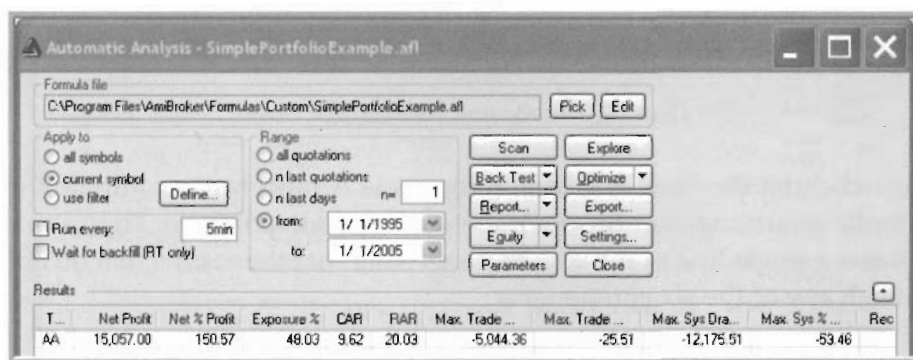 Automatic Analysis - SimplePortfolioExample.afl
Formula file
C:\Program Files\AmiBroker\Formulas\Custom\SimplePortfolioExample.afl Pick Edit
Apply to
all symbols
current symbol
use filter Define...
Run every: 5min
Wait for backfill (RT only)
Range
all quotations
n last quotations
n last days n= 1
from: 1/ 1/1995
to: 1/ 1/2005
Scan Explore
Back Test Optimize
Report... Export...
Equity Settings...
Parameters Close
Results
T... Net Profit Net % Profit Exposure % CAR RAR Max. Trade ... Max. Trade ... Max. Sys Dra... Max. Sys % ... Rec
AA 15,057.00 150.57 48.03 9.62 20.03 -5,044.36 -25.51 -12,175.51 -53.46